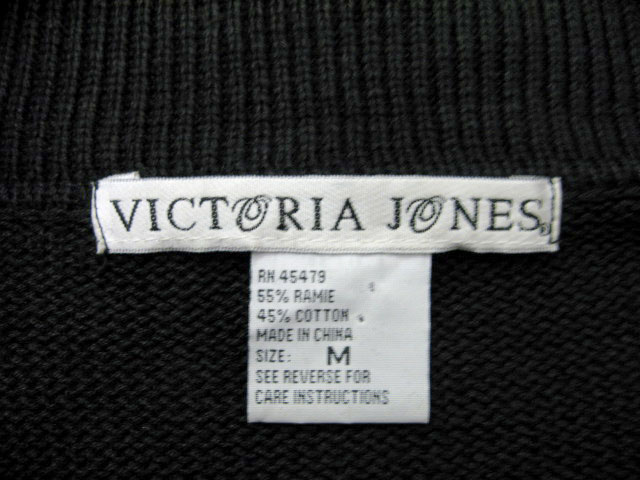 VICTORIA JONES®
RN 45479
55% RAMIE
45% COTTON
MADE IN CHINA
SIZE: M
SEE REVERSE FOR
CARE INSTRUCTIONS